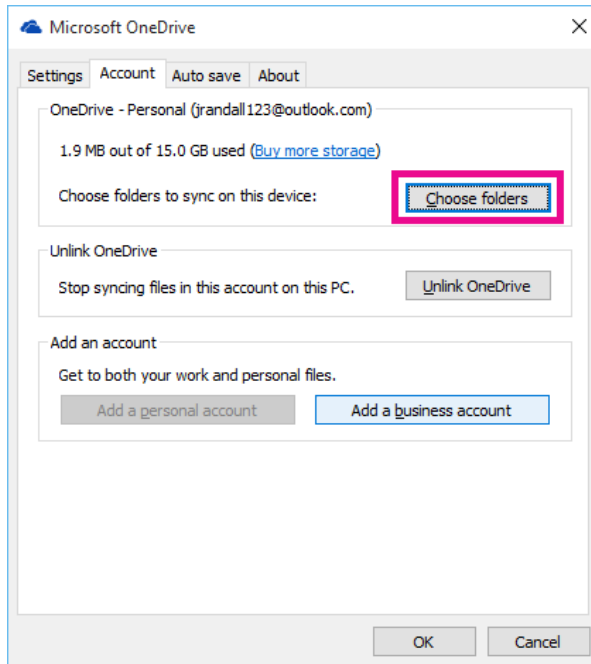 Microsoft OneDrive
Settings Account Auto save About
OneDrive - Personal (jrandall123@outlook.com)
1.9 MB out of 15.0 GB used (Buy more storage)
Choose folders to sync on this device: Choose folders
Unlink OneDrive
Stop syncing files in this account on this PC. Unlink OneDrive
Add an account
Get to both your work and personal files.
Add a personal account Add a business account
OK Cancel